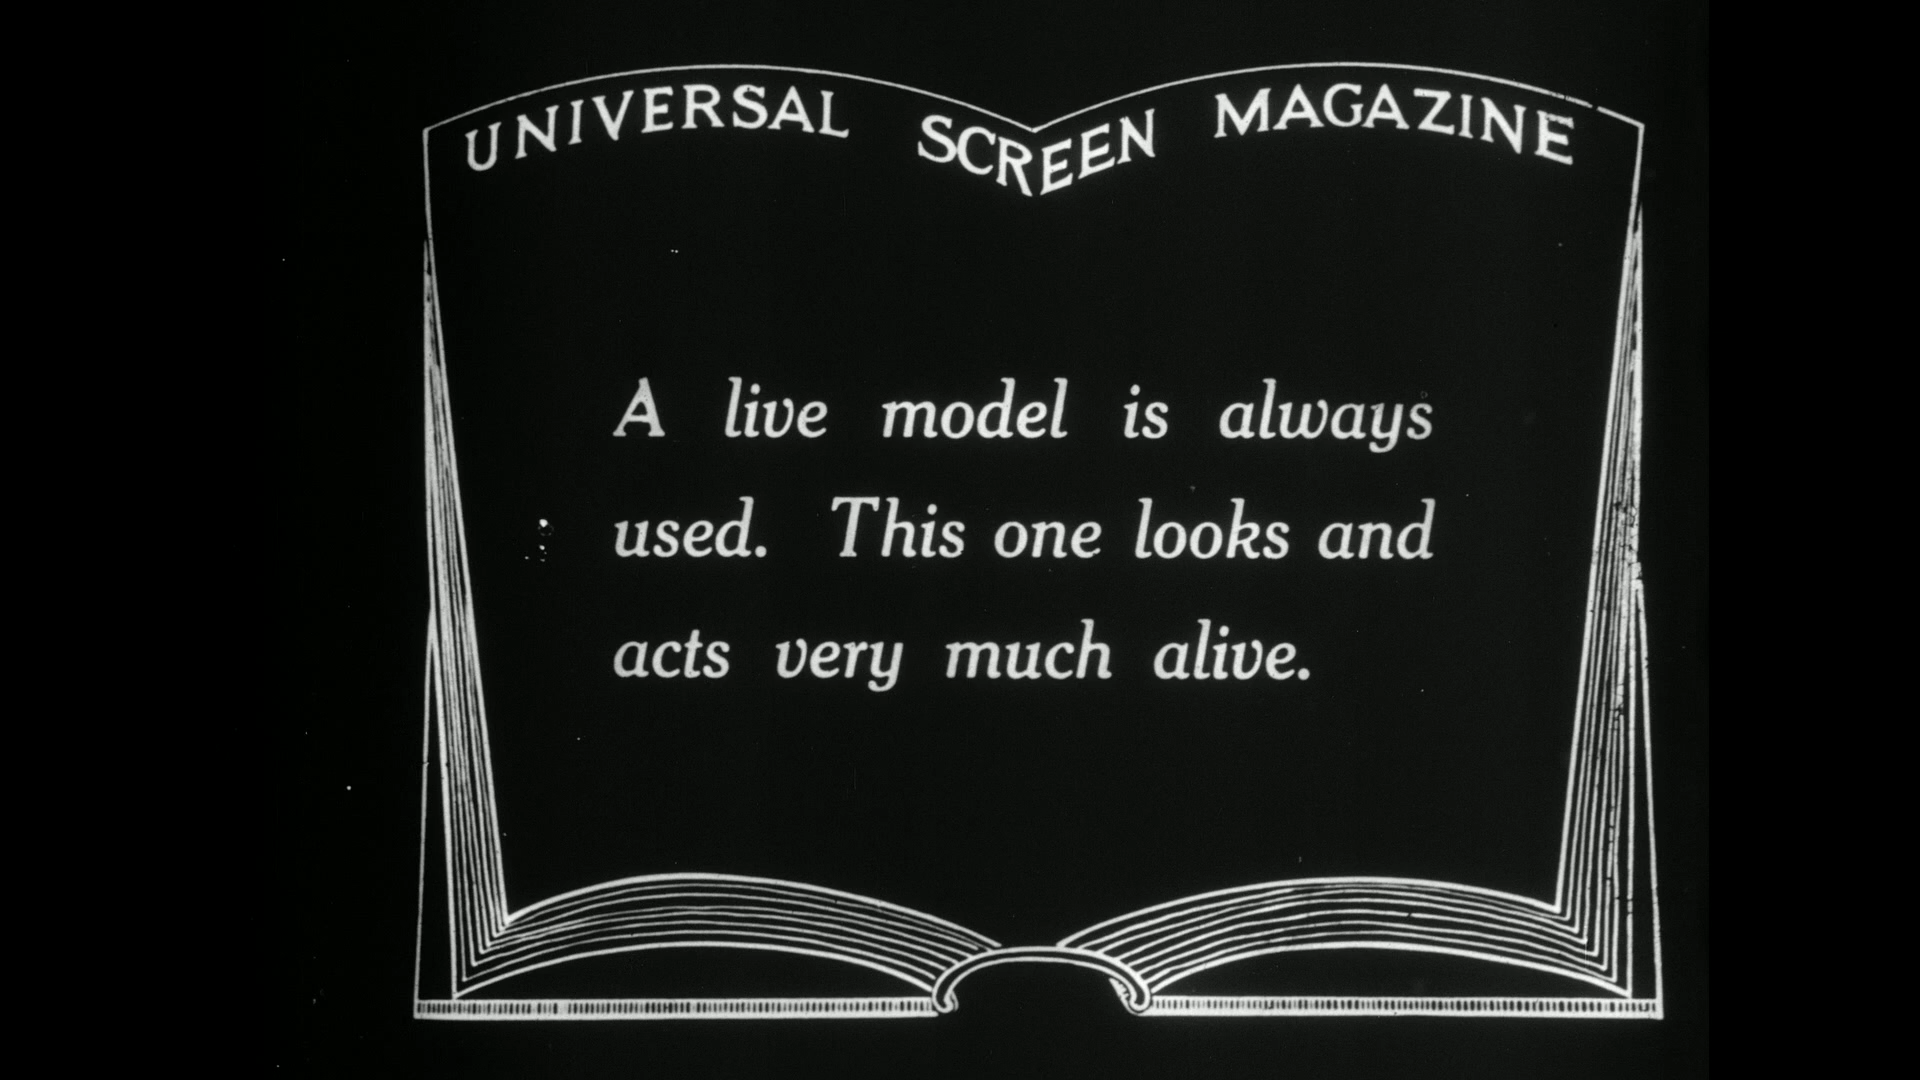 UNIVERSAL SCREEN MAGAZINE
A live model is always
used. This one looks and
acts very much alive.